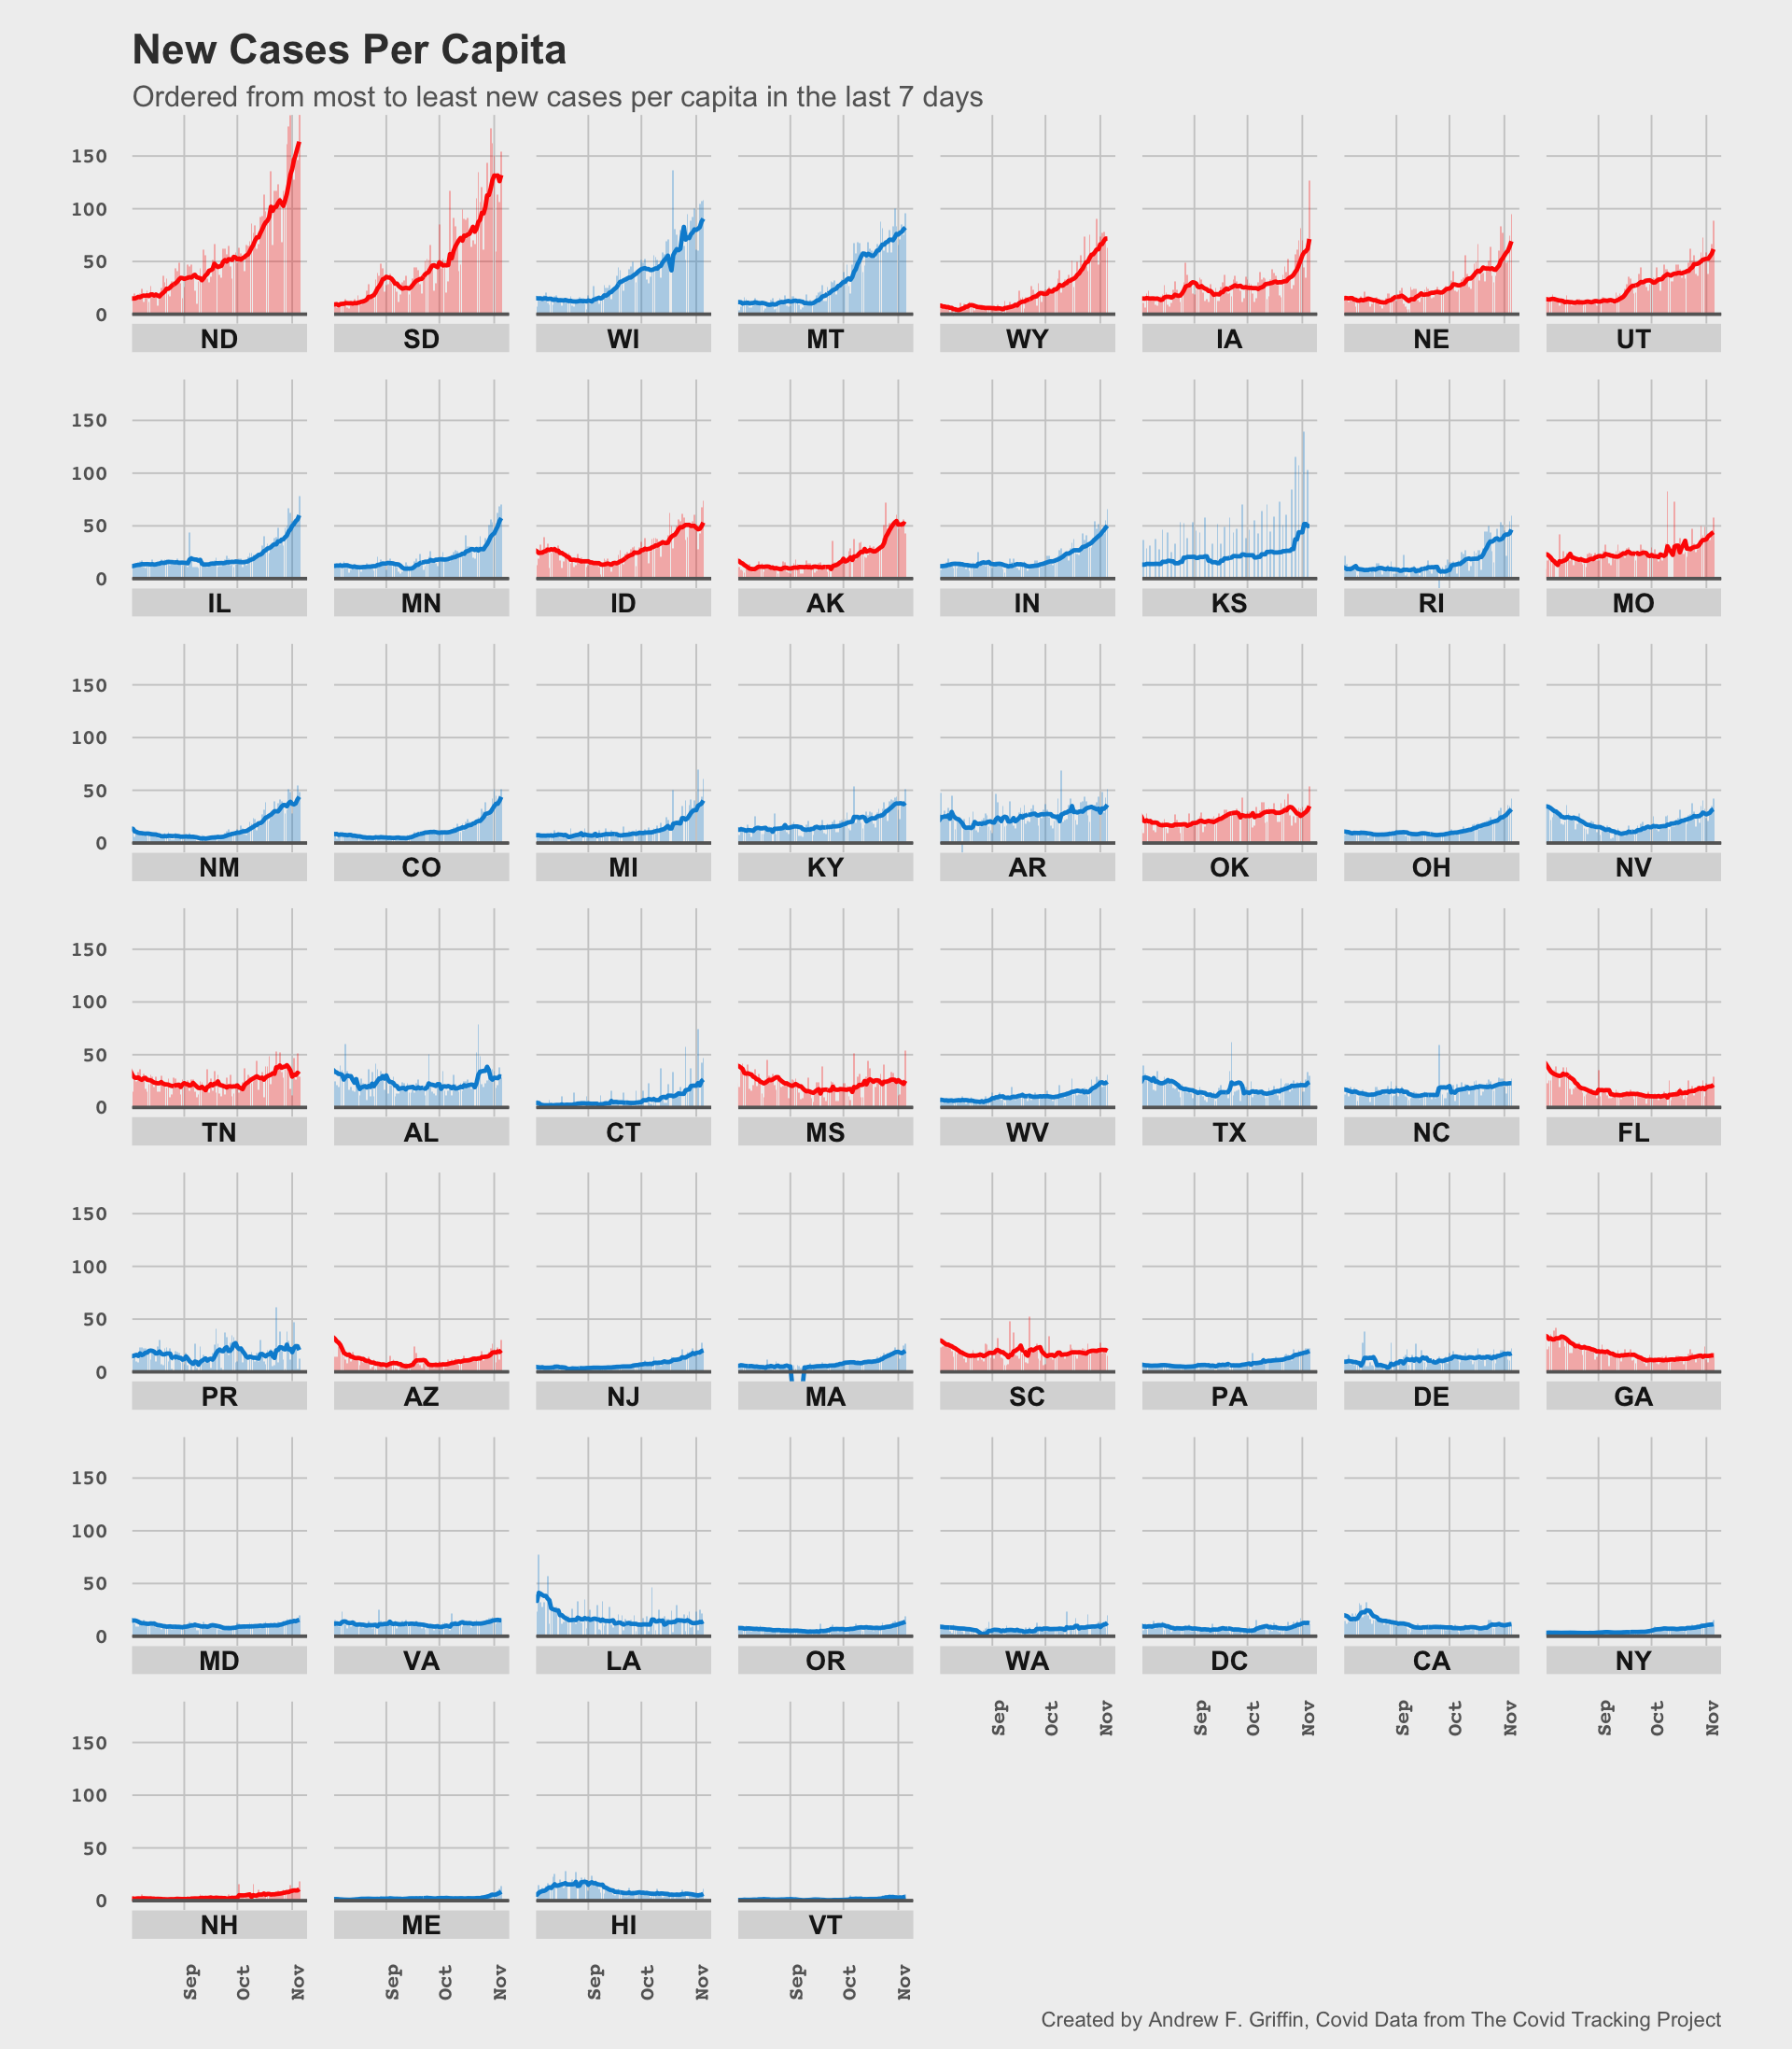 New Cases Per Capita
Ordered from most to least new cases per capita in the last 7 days
150
100
50
0
ND SD WI MT WY IA NE UT
150
100
50
0
IL MN ID AK IN KS RI MO
150
100
50
0
NM CO MI KY AR OK OH NV
150
100
50
0
TN AL CT MS WV TX NC FL
150
100
50
0
PR AZ NJ MA SC PA DE GA
150
100
50
0
MD VA LA OR WA DC CA NY
Sep Oct Nov Sep Oct Nov Sep Oct Nov Sep Oct Nov
150
100
50
0
NH ME HI VT
Sep Oct Nov Sep Oct Nov Sep Oct Nov Sep Oct Nov
Created by Andrew F. Griffin, Covid Data from The Covid Tracking Project